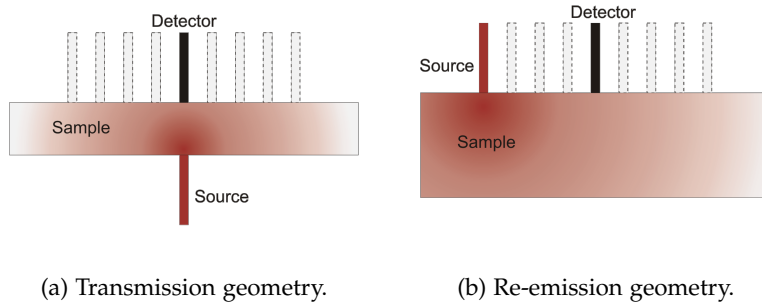 Detector
Sample
Source
(a) Transmission geometry.
Detector
Source
Sample
(b) Re-emission geometry.